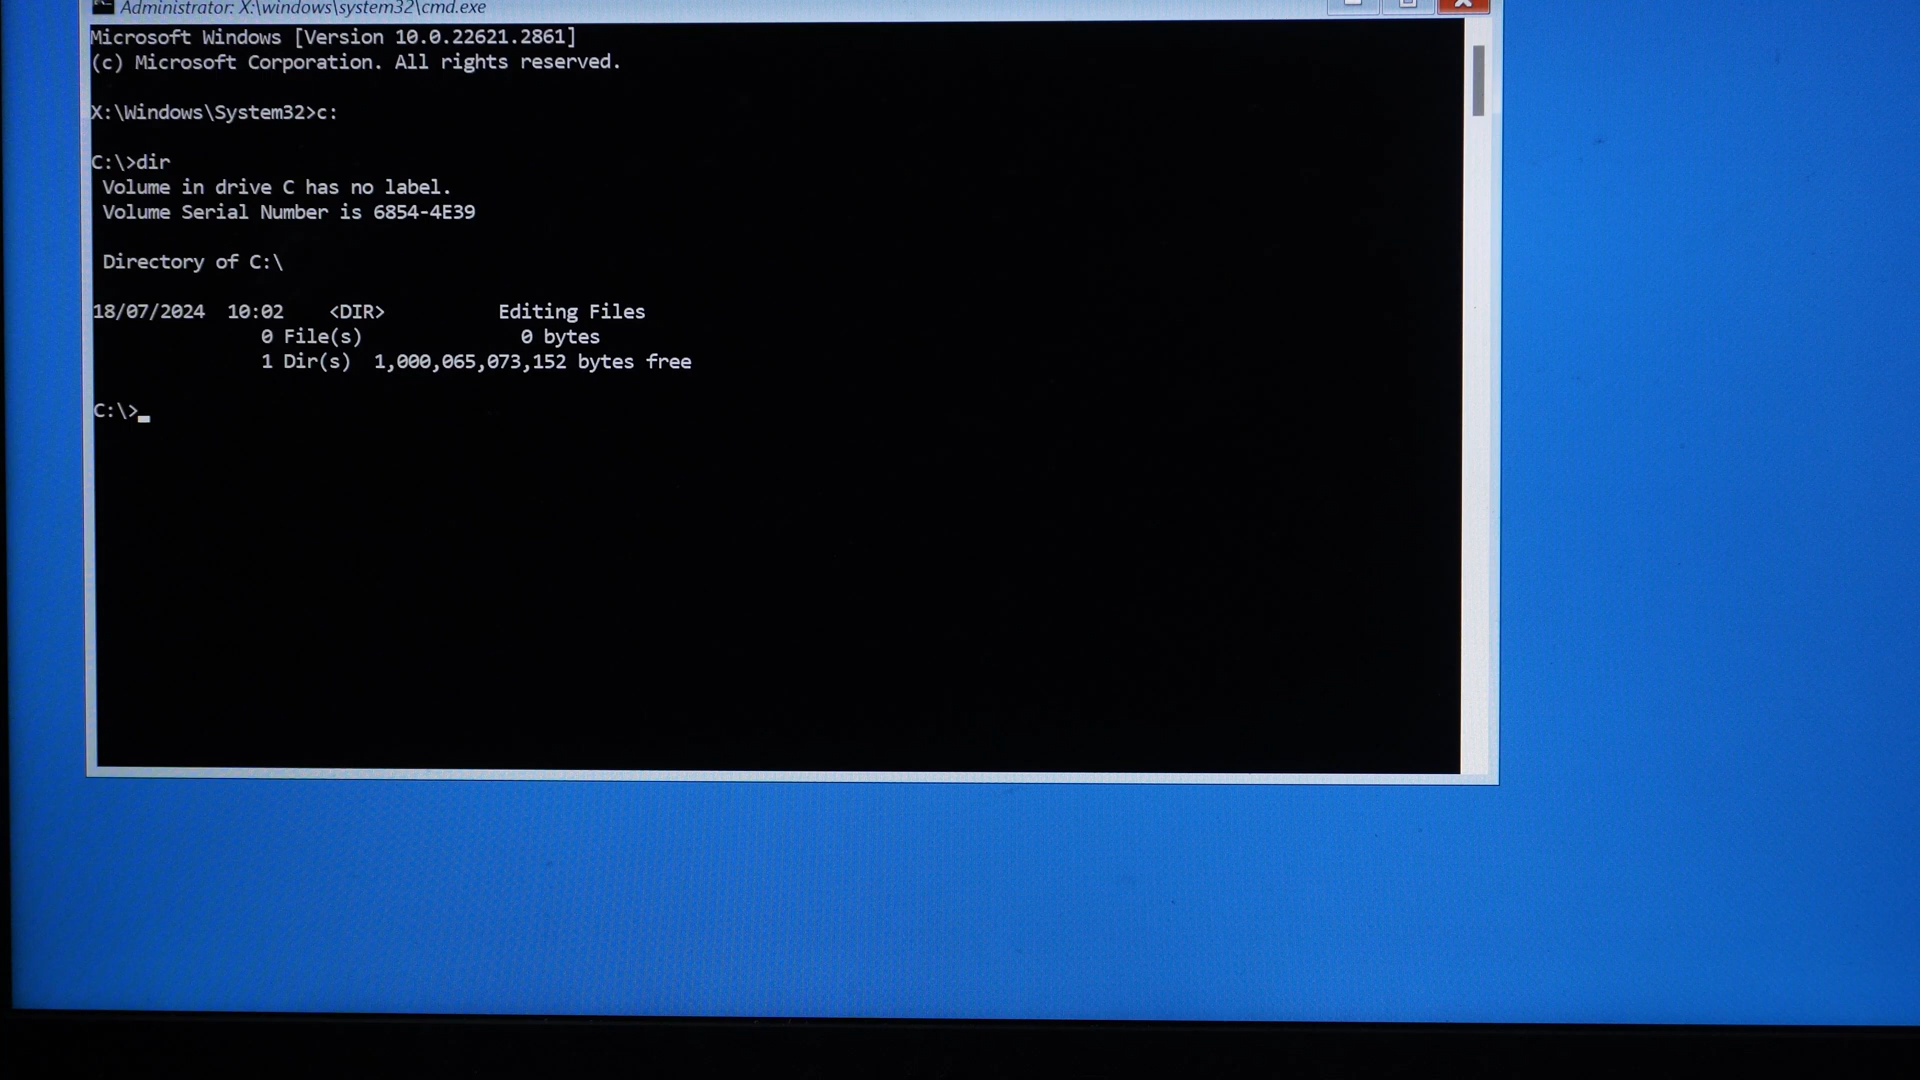 Administrator: X:\windows\system32\cmd.exe
Microsoft Windows [Version 10.0.22621.2861]
(c) Microsoft Corporation. All rights reserved.
X:\Windows\System32>c:
C:\>dir
Volume in drive C has no label.
Volume Serial Number is 6854-4E39
Directory of C:\
18/07/2024  10:02    <DIR>          Editing Files
0 File(s)              0 bytes
1 Dir(s)  1,000,065,073,152 bytes free
C:\>